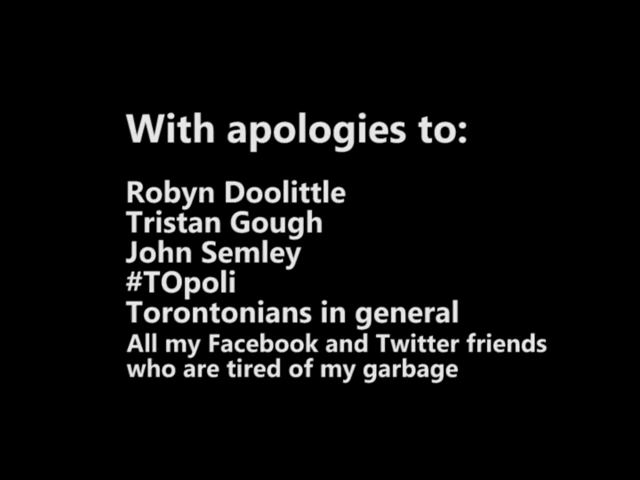 With apologies to:
Robyn Doolittle
Tristan Gough
John Semley
#TOpoli
Torontonians in general
All my Facebook and Twitter friends
who are tired of my garbage